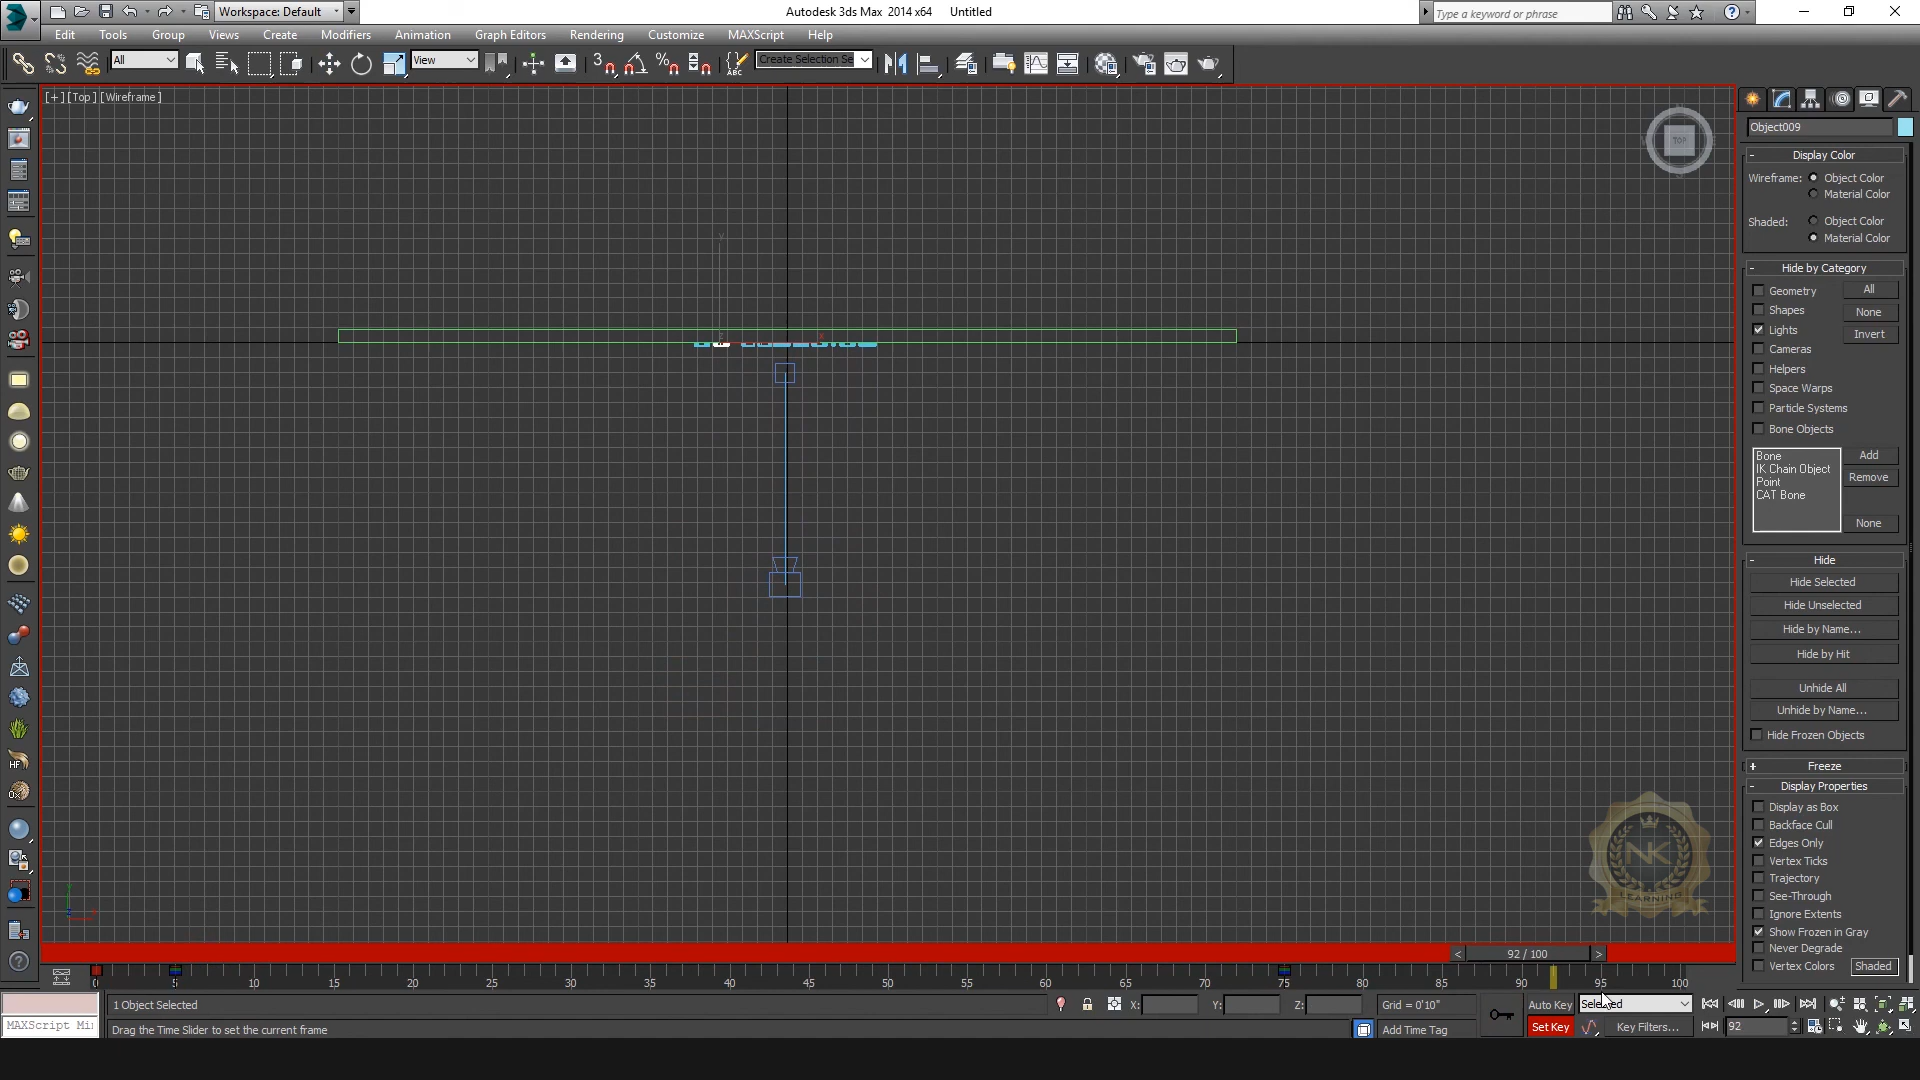 Workspace: Default
Autodesk 3ds Max 2014 x64 Untitled
Type a keyword or phrase
Edit Tools Group Views Create Modifiers Animation Graph Editors Rendering Customize MAXScript Help
All
View
3
%
ABC
Create Selection Se
[+] [Top] [Wireframe]
TOP
Object009
- Display Color
Wireframe: Object Color
Material Color
Shaded: Object Color
Material Color
- Hide by Category
Geometry All
Shapes None
Lights Invert
Cameras
Helpers
Space Warps
Particle Systems
Bone Objects
Bone Add
IK Chain Object
Point Remove
CAT Bone
None
- Hide
Hide Selected
Hide Unselected
Hide by Name...
Hide by Hit
Unhide All
Unhide by Name...
Hide Frozen Objects
+ Freeze
- Display Properties
Display as Box
Backface Cull
Edges Only
Vertex Ticks
Trajectory
See-Through
Ignore Extents
Show Frozen in Gray
Never Degrade
Vertex Colors Shaded
HF
NK
LEARNING
< 92 / 100 >
0 5 10 15 20 25 30 35 40 45 50 55 60 65 70 75 80 85 90 95 100
1 Object Selected
X: Y: Z: Grid = 0'10"
Auto Key
MAXScript Mi
Drag the Time Slider to set the current frame
Add Time Tag
Set Key Key Filters... 92